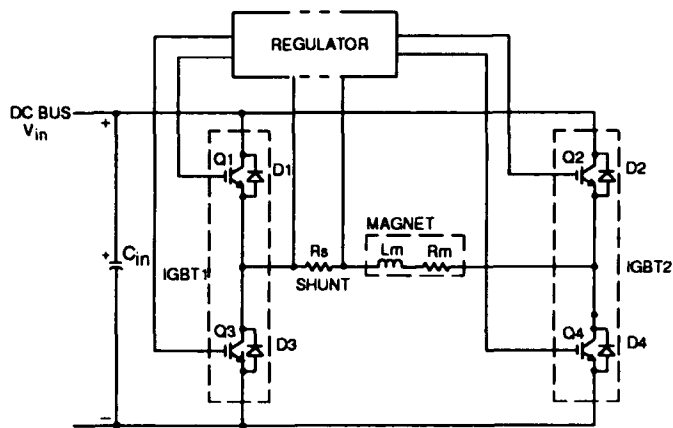 REGULATOR
DC BUS
Vin
+
Q1
D1
Q2
D2
MAGNET
+
Cin
IGBT1
Rs
Lm
Rm
SHUNT
IGBT2
Q3
D3
Q4
D4
−